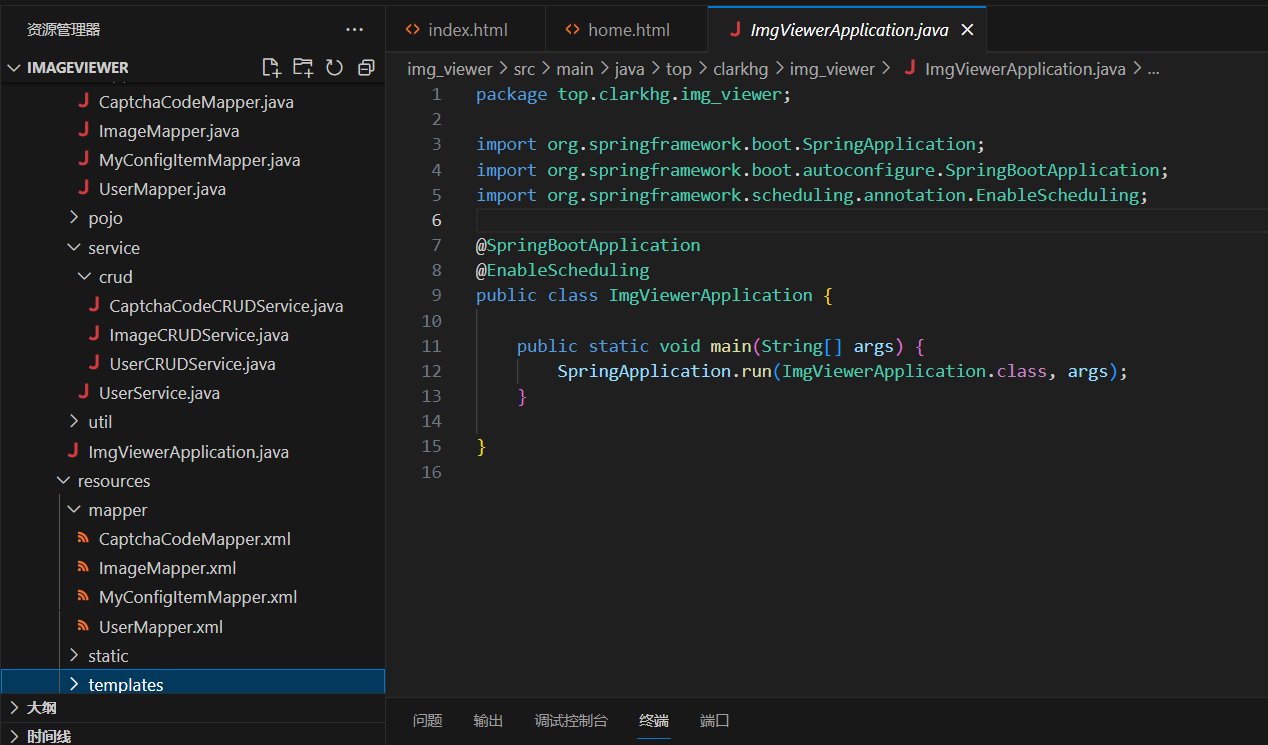 资源管理器
IMAGEVIEWER
CaptchaCodeMapper.java
ImageMapper.java
MyConfigItemMapper.java
UserMapper.java
pojo
service
crud
CaptchaCodeCRUDService.java
ImageCRUDService.java
UserCRUDService.java
UserService.java
util
ImgViewerApplication.java
resources
mapper
CaptchaCodeMapper.xml
ImageMapper.xml
MyConfigItemMapper.xml
UserMapper.xml
static
templates
大纲
时间线
index.html home.html ImgViewerApplication.java
img_viewer > src > main > java > top > clarkhg > img_viewer > ImgViewerApplication.java > ...
1 package top.clarkhg.img_viewer;
2
3 import org.springframework.boot.SpringApplication;
4 import org.springframework.boot.autoconfigure.SpringBootApplication;
5 import org.springframework.scheduling.annotation.EnableScheduling;
6
7 @SpringBootApplication
8 @EnableScheduling
9 public class ImgViewerApplication {
10
11     public static void main(String[] args) {
12         SpringApplication.run(ImgViewerApplication.class, args);
13     }
14
15 }
16
问题 输出 调试控制台 终端 端口